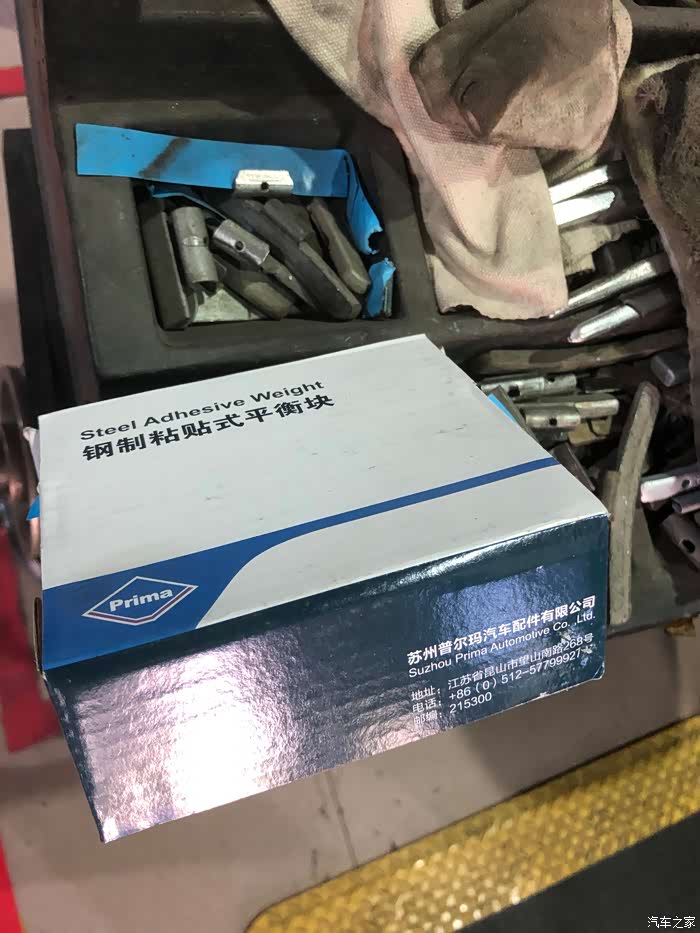 Steel Adhesive Weight
钢制粘贴式平衡块
Prima
苏州普尔玛汽车配件有限公司
Suzhou Prima Automotive Co., Ltd.
地址：江苏省昆山市望山南路268号
电话：+86（0）512-57799927
邮编：215300
汽车之家